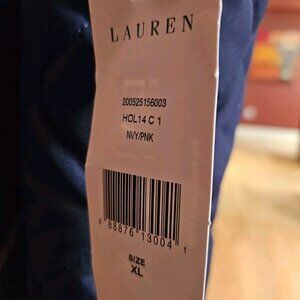 LAUREN
200525156003
HOL14 C 1
NVY/PNK
8 88876 13004 1
SIZE
XL